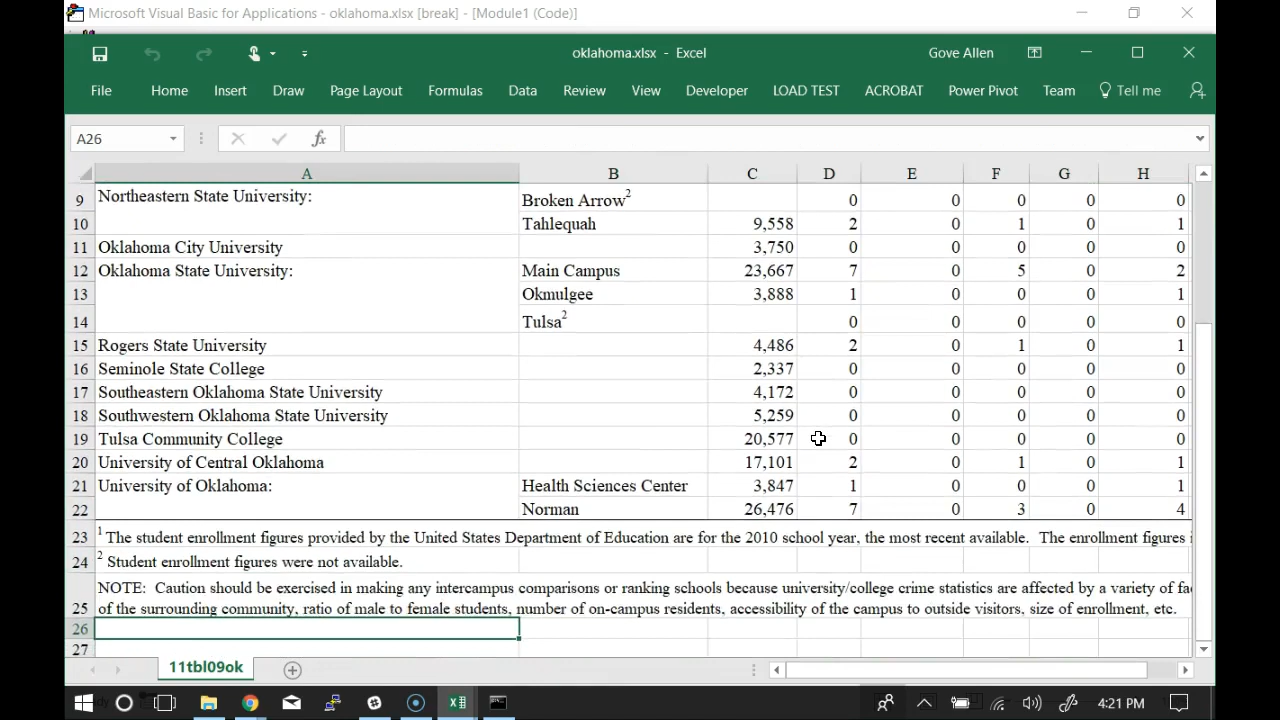 Microsoft Visual Basic for Applications - oklahoma.xlsx [break] - [Module1 (Code)]
oklahoma.xlsx - Excel
Gove Allen
File Home Insert Draw Page Layout Formulas Data Review View Developer LOAD TEST ACROBAT Power Pivot Team Tell me
A26
fx
A B C D E F G H
9 Northeastern State University: Broken Arrow2 0 0 0 0 0
10 Tahlequah 9,558 2 0 1 0 1
11 Oklahoma City University 3,750 0 0 0 0 0
12 Oklahoma State University: Main Campus 23,667 7 0 5 0 2
13 Okmulgee 3,888 1 0 0 0 1
14 Tulsa2 0 0 0 0 0
15 Rogers State University 4,486 2 0 1 0 1
16 Seminole State College 2,337 0 0 0 0 0
17 Southeastern Oklahoma State University 4,172 0 0 0 0 0
18 Southwestern Oklahoma State University 5,259 0 0 0 0 0
19 Tulsa Community College 20,577 0 0 0 0 0
20 University of Central Oklahoma 17,101 2 0 1 0 1
21 University of Oklahoma: Health Sciences Center 3,847 1 0 0 0 1
22 Norman 26,476 7 0 3 0 4
23 1 The student enrollment figures provided by the United States Department of Education are for the 2010 school year, the most recent available. The enrollment figures
24 2 Student enrollment figures were not available.
NOTE: Caution should be exercised in making any intercampus comparisons or ranking schools because university/college crime statistics are affected by a variety of
25 of the surrounding community, ratio of male to female students, number of on-campus residents, accessibility of the campus to outside visitors, size of enrollment, etc.
26
27
11tbl09ok
4:21 PM